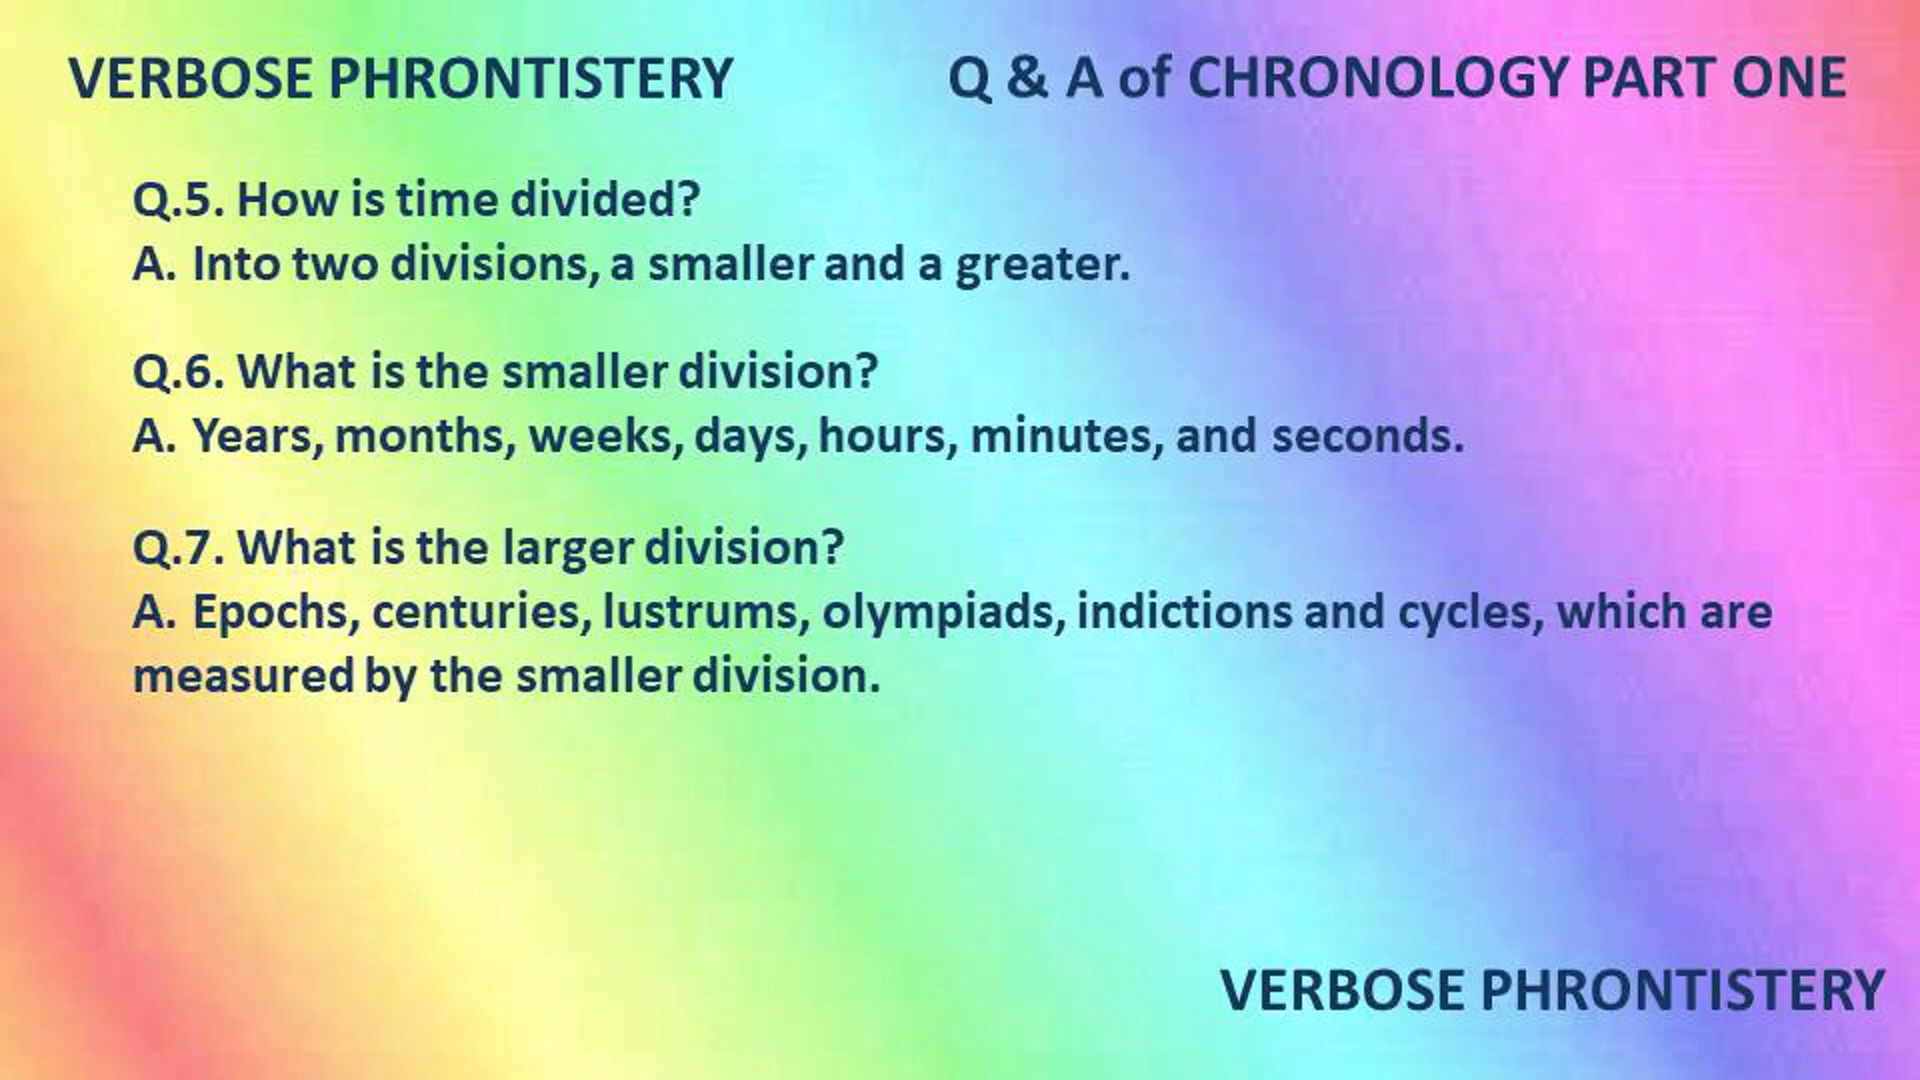 VERBOSE PHRONTISTERY
Q & A of CHRONOLOGY PART ONE
Q.5. How is time divided?
A. Into two divisions, a smaller and a greater.
Q.6. What is the smaller division?
A. Years, months, weeks, days, hours, minutes, and seconds.
Q.7. What is the larger division?
A. Epochs, centuries, lustrums, olympiads, indictions and cycles, which are
measured by the smaller division.
VERBOSE PHRONTISTERY